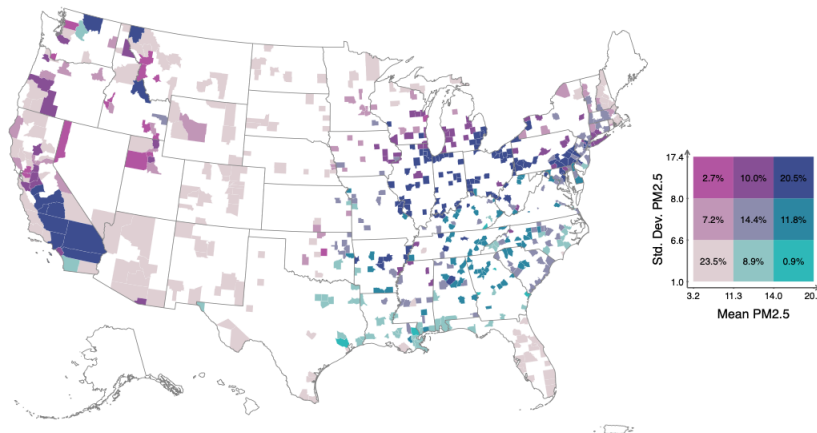 17.4
2.7% 10.0% 20.5%
8.0
7.2% 14.4% 11.8%
6.6
23.5% 8.9% 0.9%
1.0
3.2 11.3 14.0 20.
Std. Dev. PM2.5
Mean PM2.5